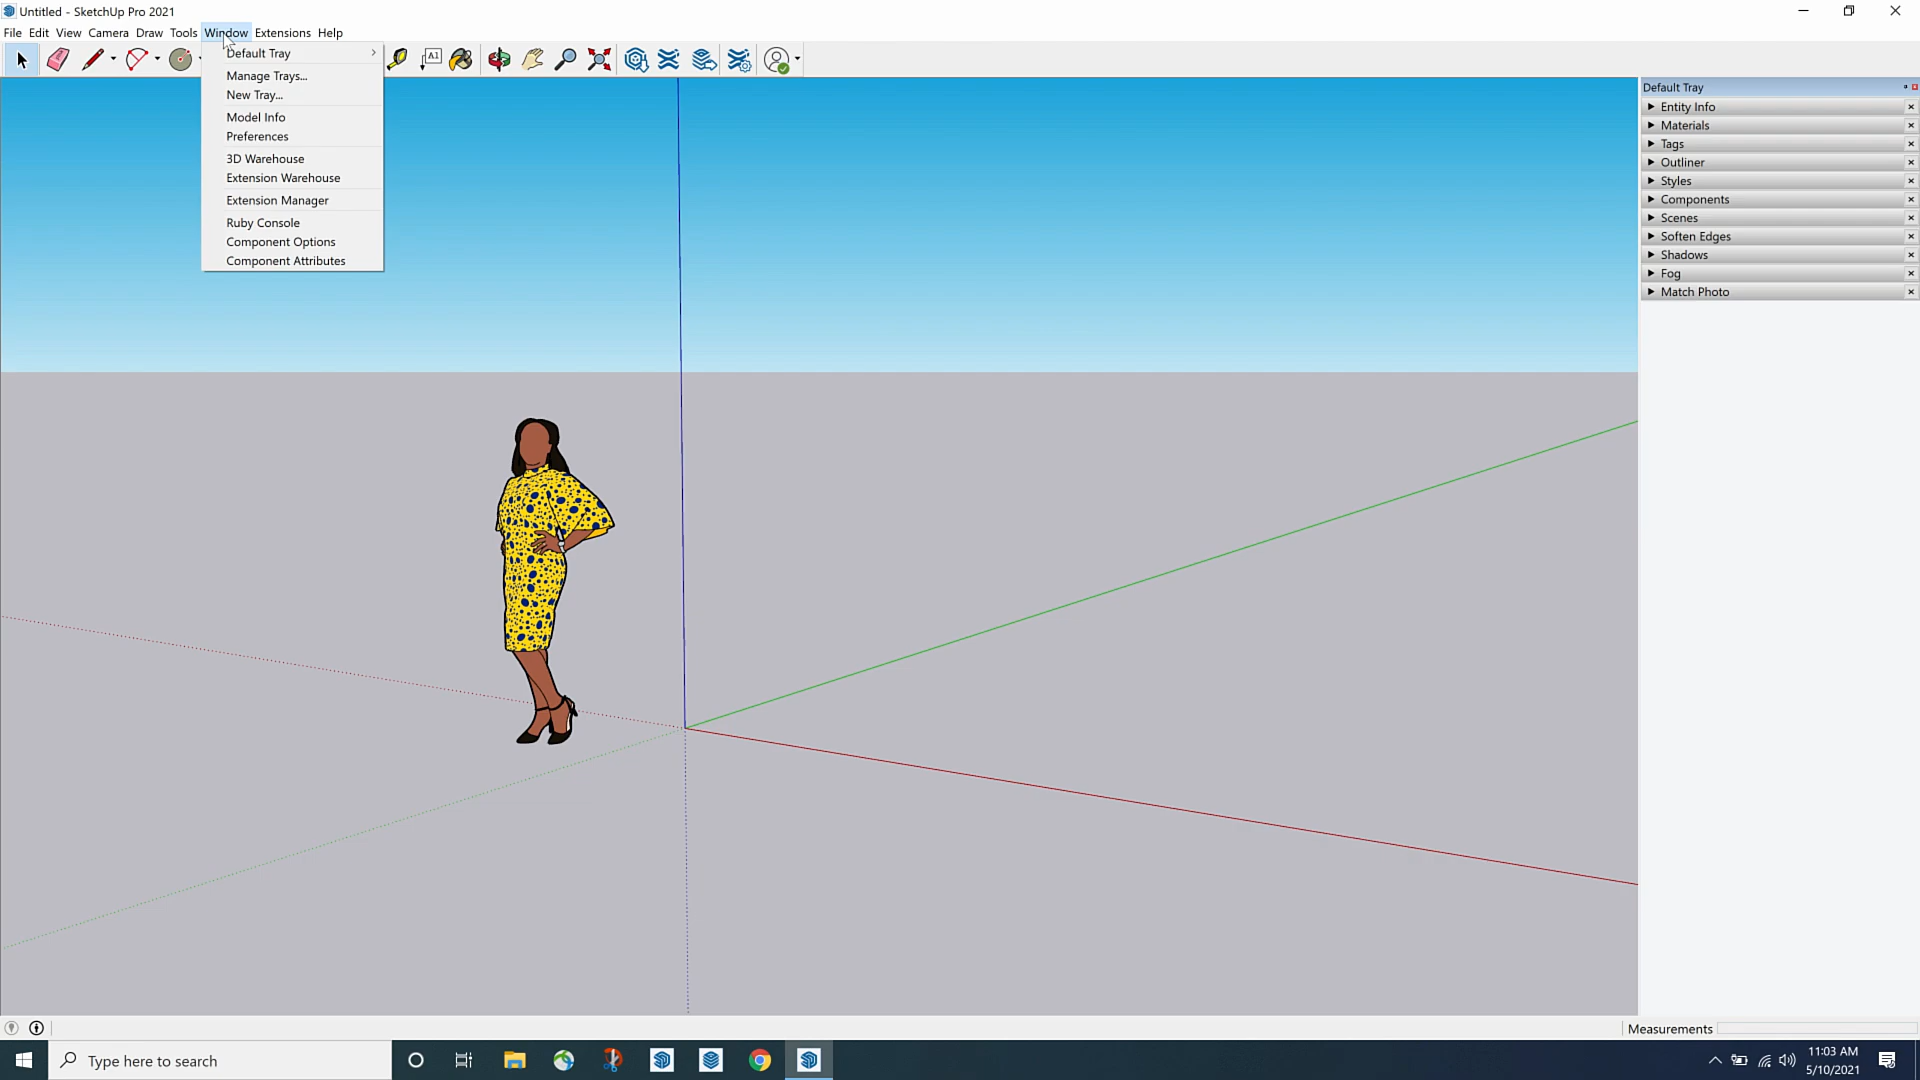 Untitled - SketchUp Pro 2021
File Edit View Camera Draw Tools Window Extensions Help
A1
Default Tray
Manage Trays...
New Tray...
Model Info
Preferences
3D Warehouse
Extension Warehouse
Extension Manager
Ruby Console
Component Options
Component Attributes
Default Tray
Entity Info
Materials
Tags
Outliner
Styles
Components
Scenes
Soften Edges
Shadows
Fog
Match Photo
Measurements
Type here to search
11:03 AM
5/10/2021